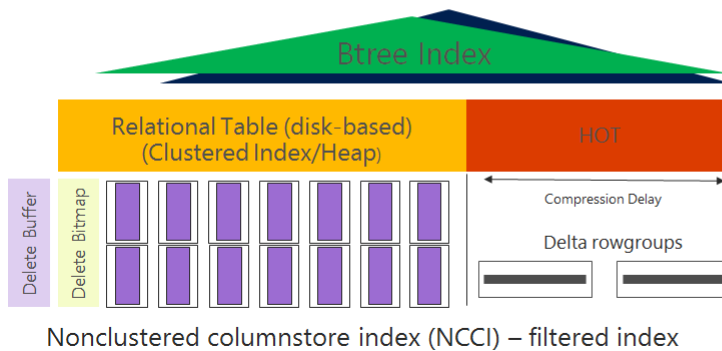 Btree Index
Relational Table (disk-based)
(Clustered Index/Heap)
HOT
Delete Buffer
Delete Bitmap
Compression Delay
Delta rowgroups
Nonclustered columnstore index (NCCI) – filtered index